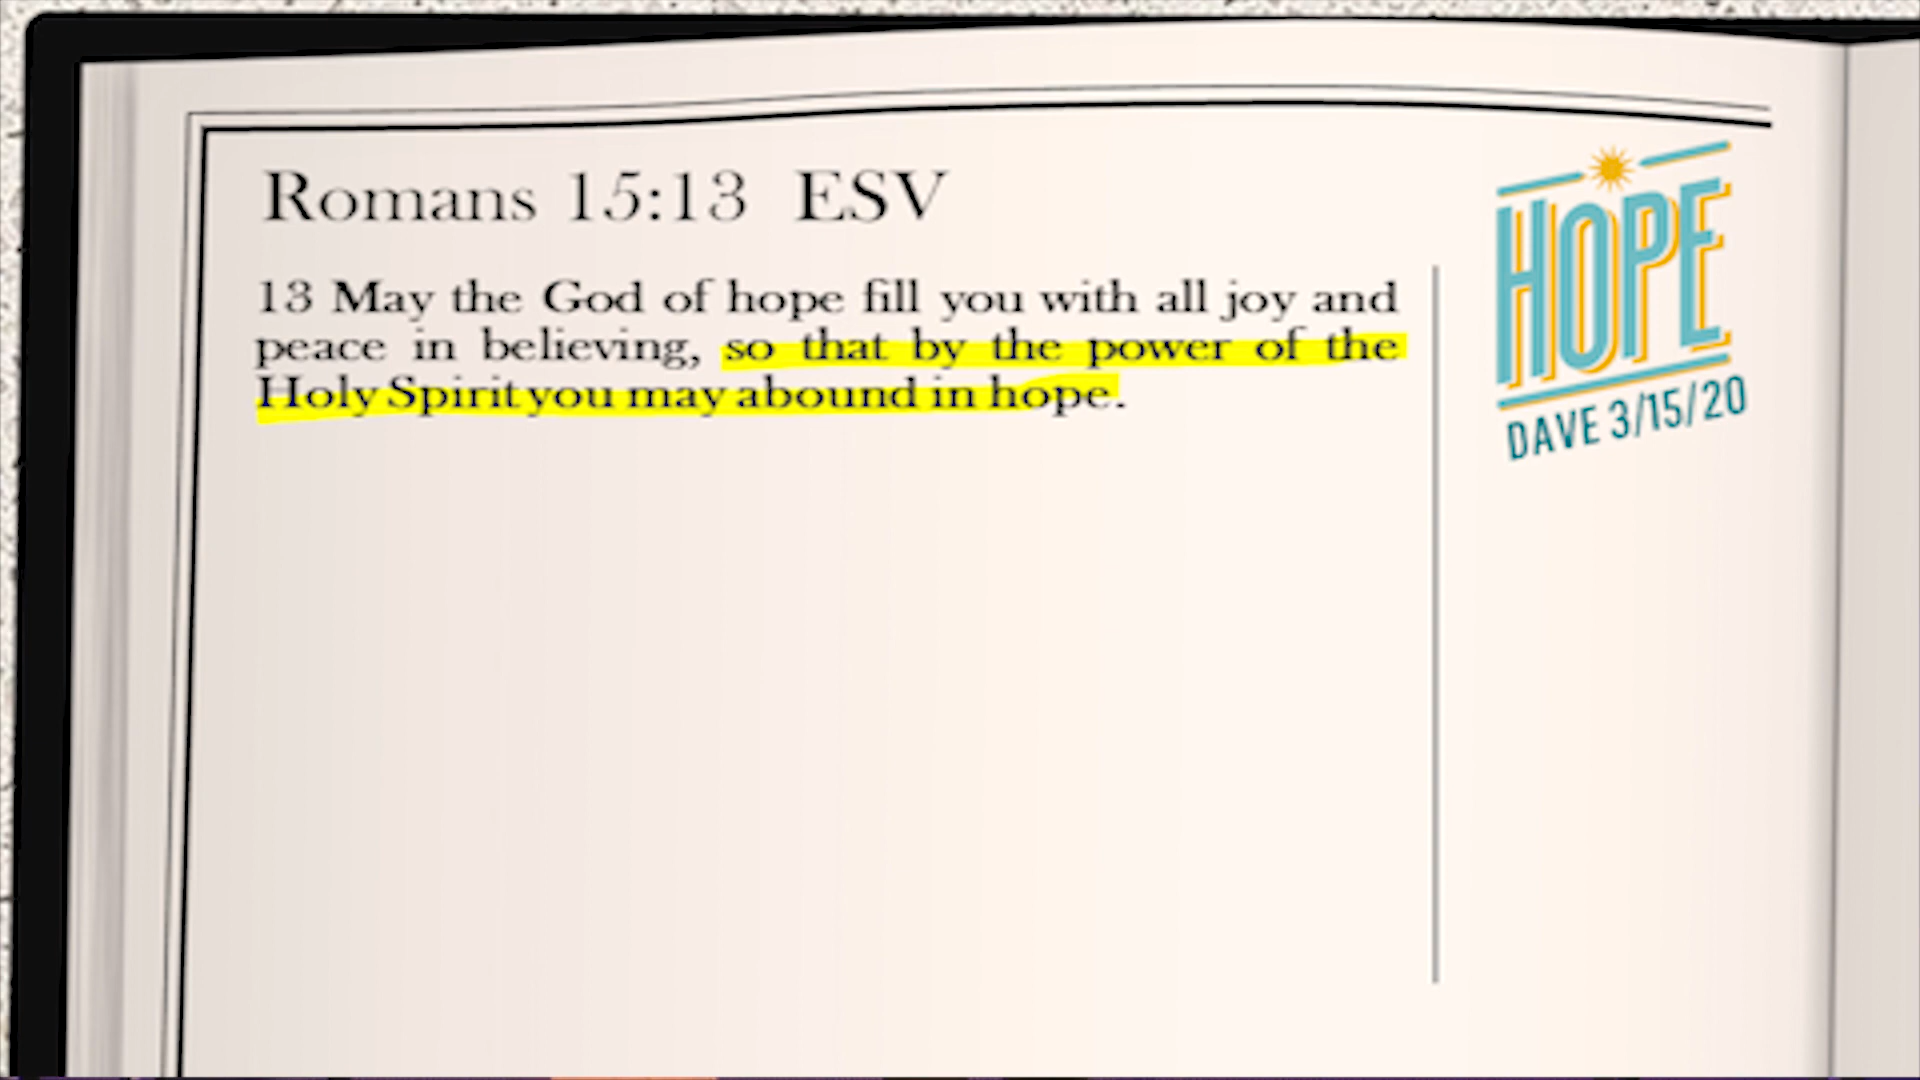 Romans 15:13 ESV
13 May the God of hope fill you with all joy and
peace in believing, so that by the power of the
Holy Spirit you may abound in hope.
HOPE
DAVE 3/15/20